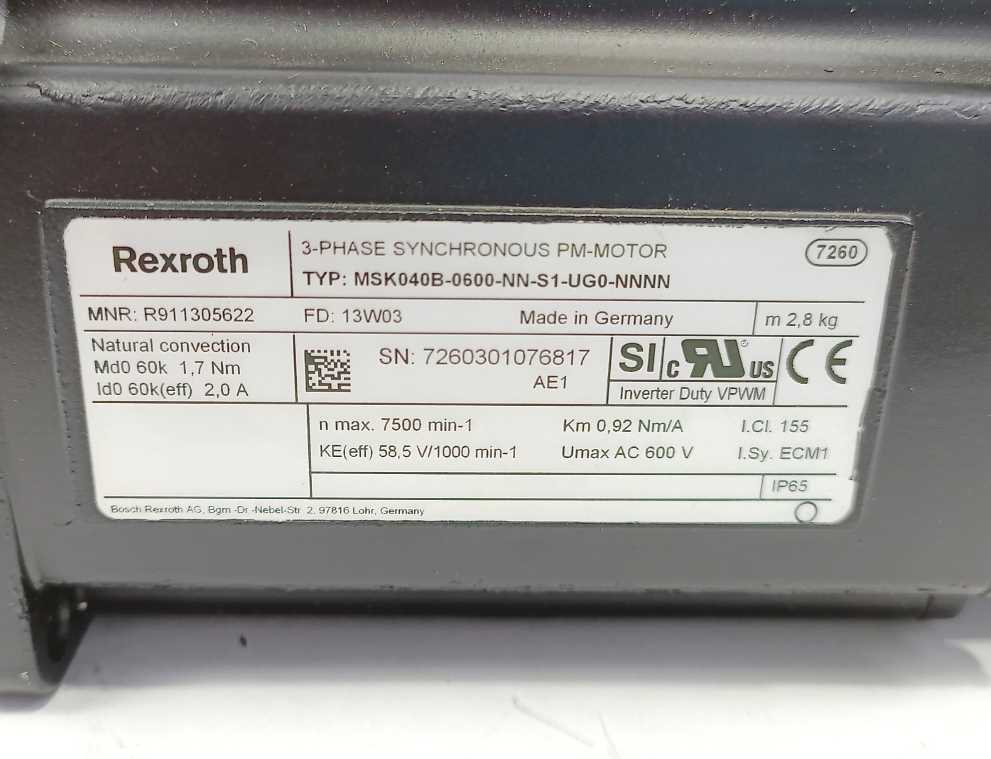 Rexroth
3-PHASE SYNCHRONOUS PM-MOTOR
7260
TYP: MSK040B-0600-NN-S1-UG0-NNNN
MNR: R911305622
FD: 13W03
Made in Germany
m 2,8 kg
Natural convection
Md0 60k 1,7 Nm
Id0 60k(eff) 2,0 A
SN: 7260301076817
AE1
SI
c RU US
Inverter Duty VPWM
CE
n max. 7500 min-1
Km 0,92 Nm/A
I.Cl. 155
KE(eff) 58,5 V/1000 min-1
Umax AC 600 V
I.Sy. ECM1
IP65
Bosch Rexroth AG, Bgm.-Dr.-Nebel-Str. 2, 97816 Lohr, Germany